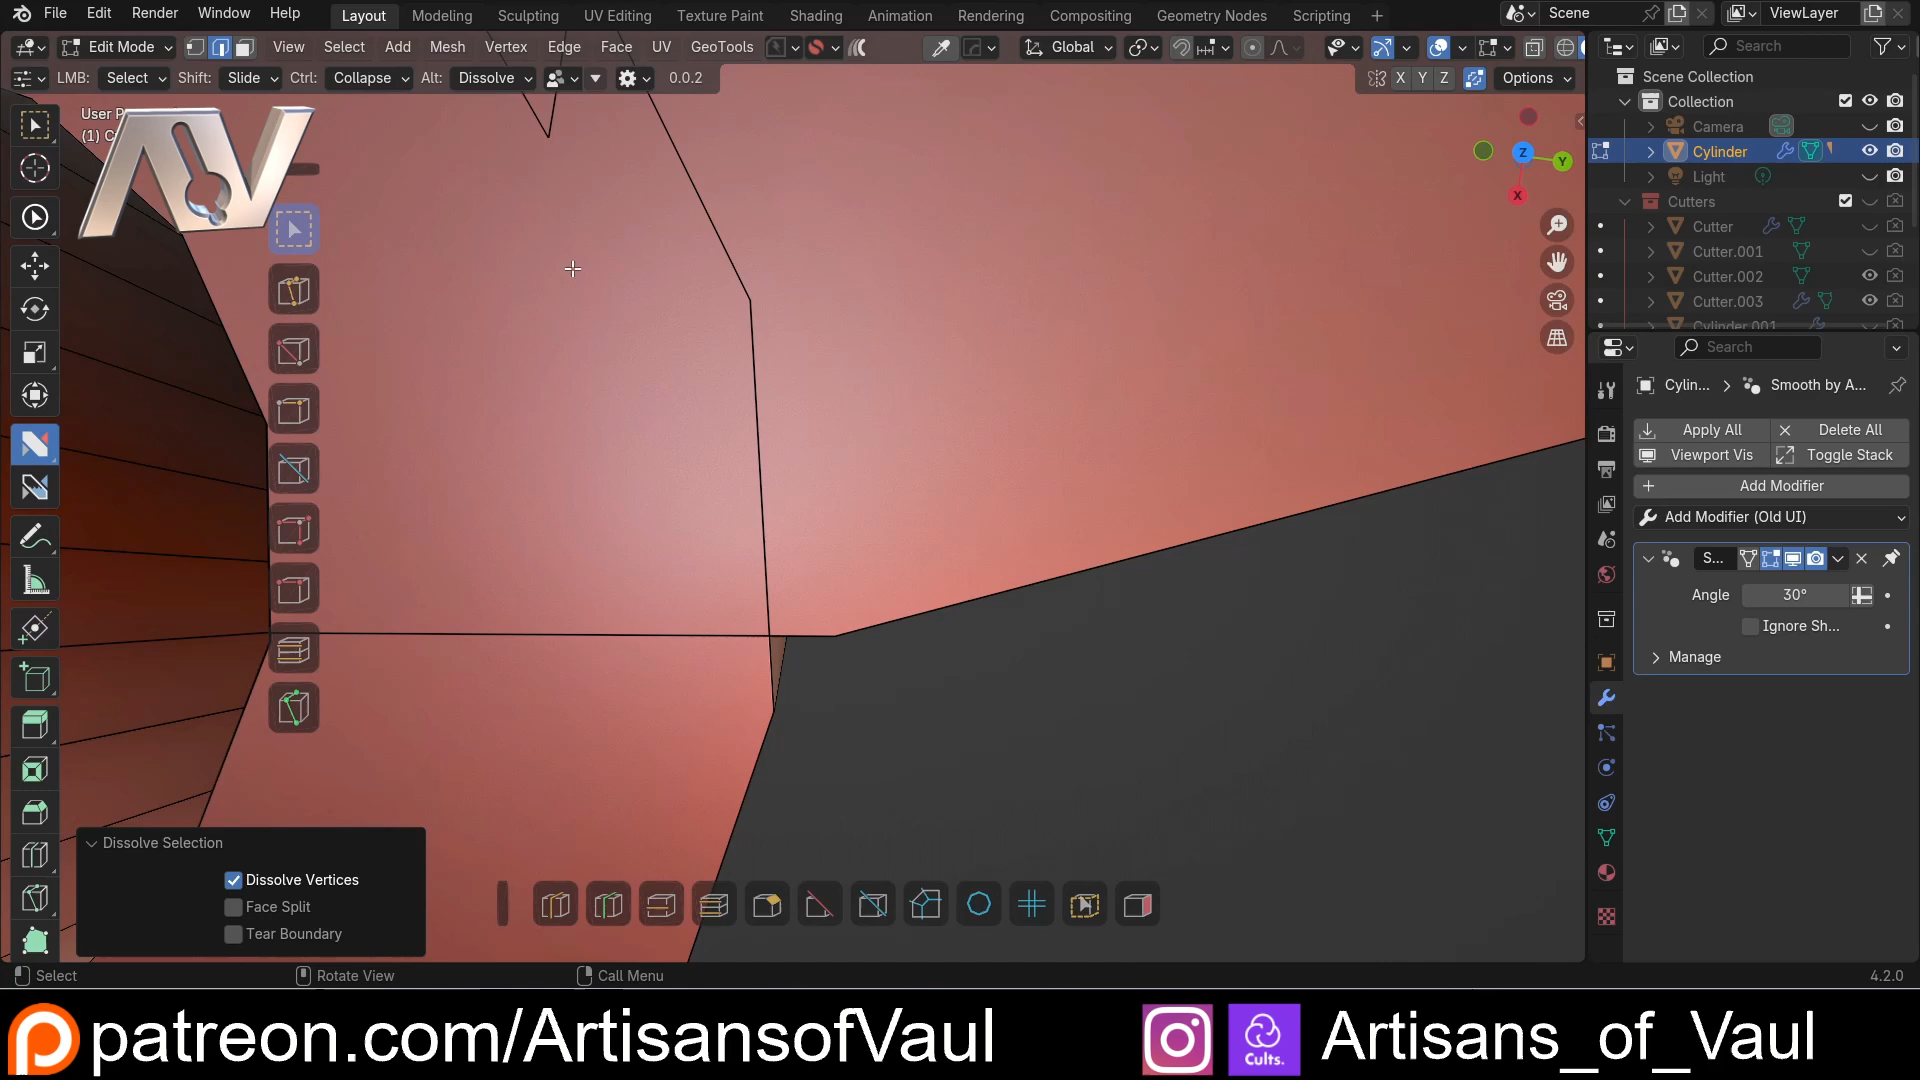 File Edit Render Window Help Layout Modeling Sculpting UV Editing Texture Paint Shading Animation Rendering Compositing Geometry Nodes Scripting + Scene ViewLayer
Edit Mode View Select Add Mesh Vertex Edge Face UV GeoTools Global Search
LMB: Select Shift: Slide Ctrl: Collapse Alt: Dissolve 0.0.2 X Y Z Options
Scene Collection
Collection
Camera
Cylinder
Light
Cutters
Cutter
Cutter.001
Cutter.002
Cutter.003
Cylinder.001
User P
(1) C
AV
Z
Y
X
Search
Cylin... > Smooth by A...
Apply All Delete All
Viewport Vis Toggle Stack
Add Modifier
Add Modifier (Old UI)
S...
Angle 30°
Ignore Sh...
Manage
Dissolve Selection
Dissolve Vertices
Face Split
Tear Boundary
Select Rotate View Call Menu 4.2.0
patreon.com/ArtisansofVaul Cults. Artisans_of_Vaul